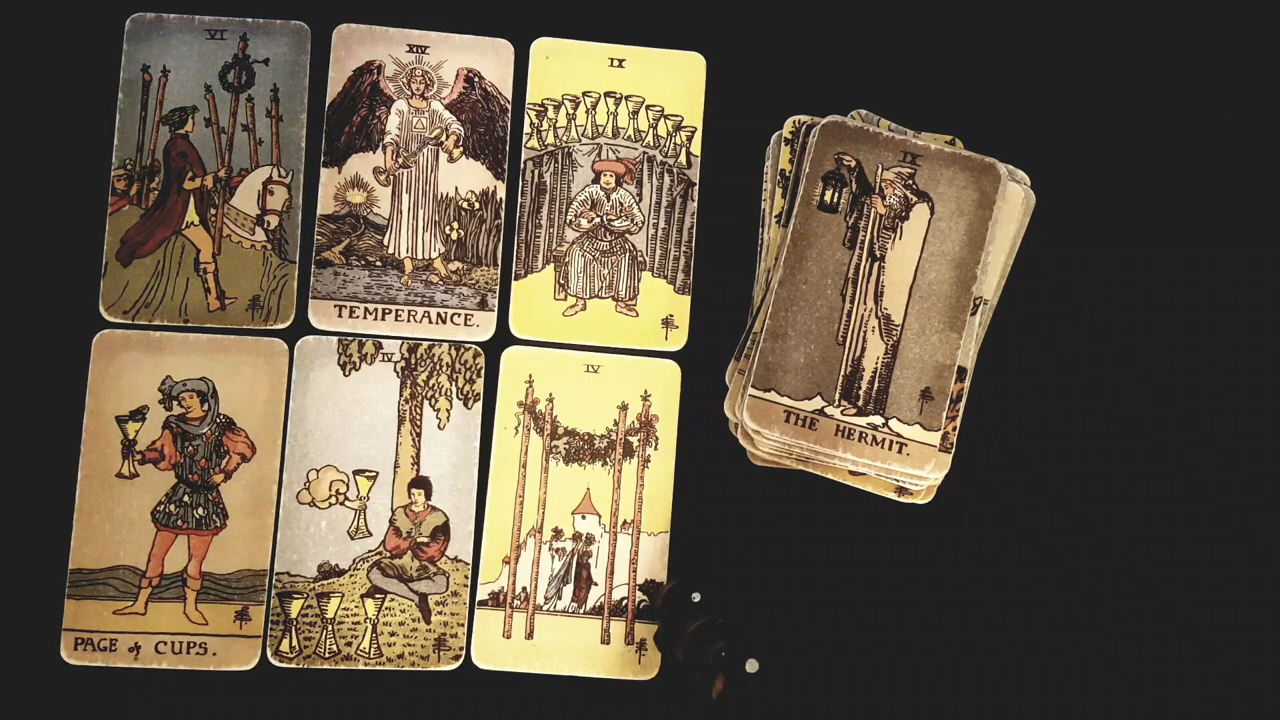 VI
XIV
TEMPERANCE.
IX
PAGE of CUPS.
IV
IV
IX
THE HERMIT.